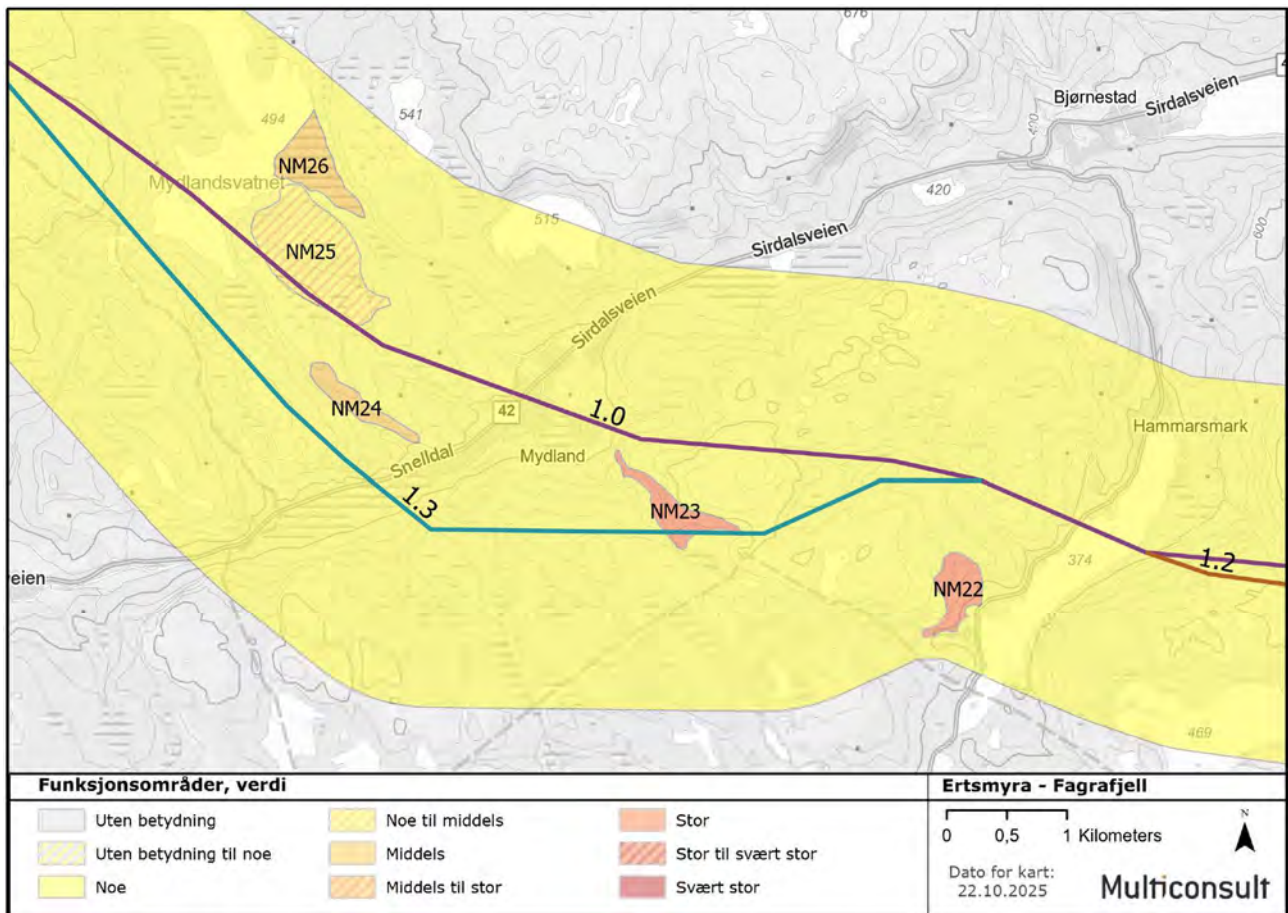 676
4
Bjørnestad
Sirdalsveien
541
400
494
NM26
Mydlandsvatnet
420
515
600
NM25
Sirdalsveien
Sirdalsveien
NM24
42
1.0
Hammarsmark
Snelldal
Mydland
1.3
NM23
374
1.2
eien
NM22
469
Funksjonsområder, verdi
Uten betydning
Uten betydning til noe
Noe
Noe til middels
Middels
Middels til stor
Stor
Stor til svært stor
Svært stor
Ertsmyra - Fagrafjell
0 0,5 1 Kilometers
N
Dato for kart:
22.10.2025
Multiconsult